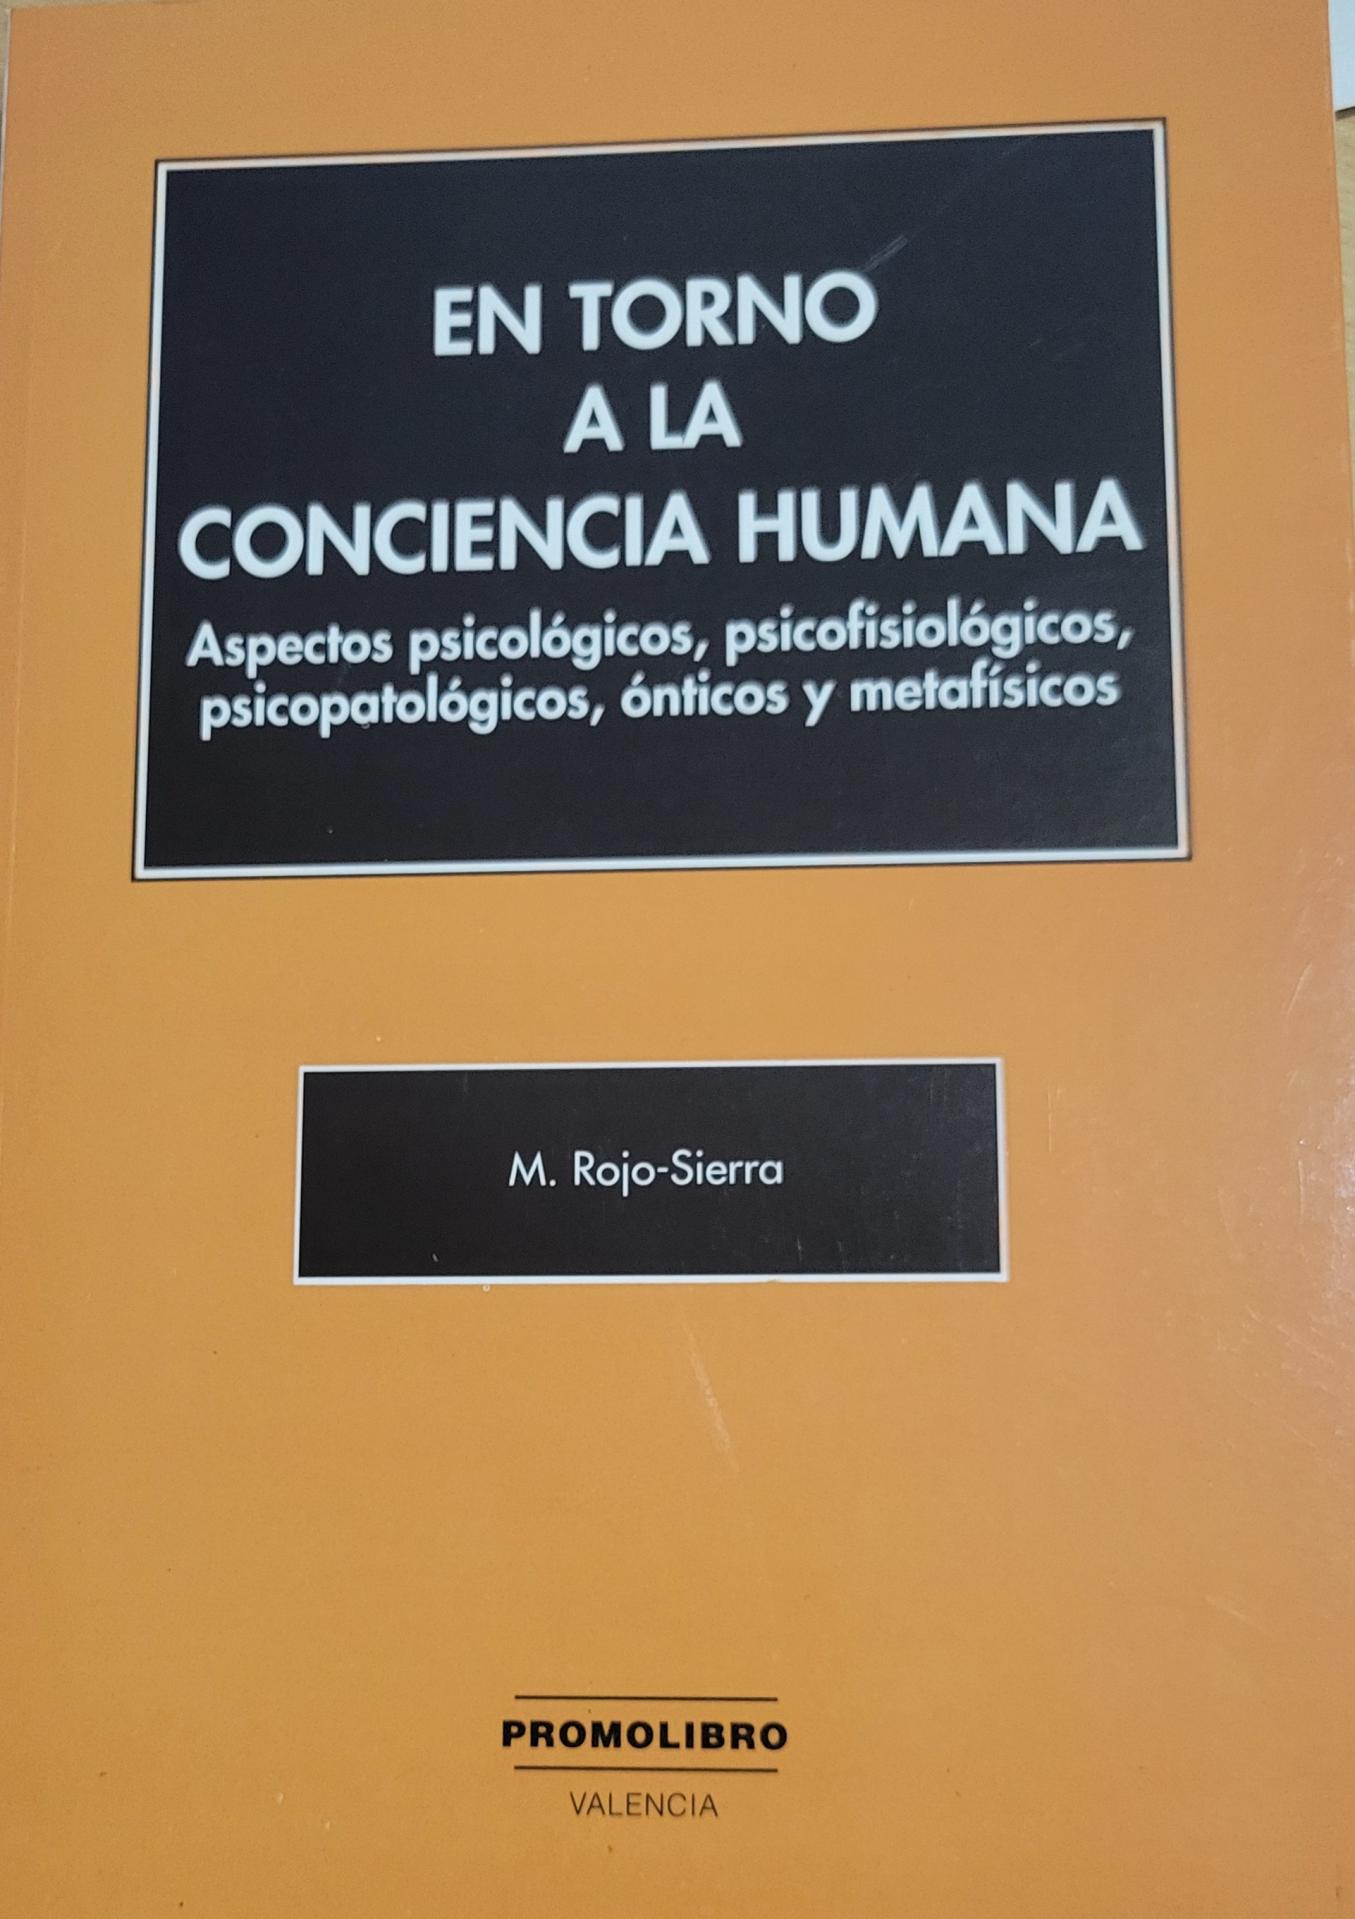 EN TORNO
A LA
CONCIENCIA HUMANA
Aspectos psicológicos, psicofisiológicos,
psicopatológicos, ónticos y metafísicos
M. Rojo-Sierra
PROMOLIBRO
VALENCIA